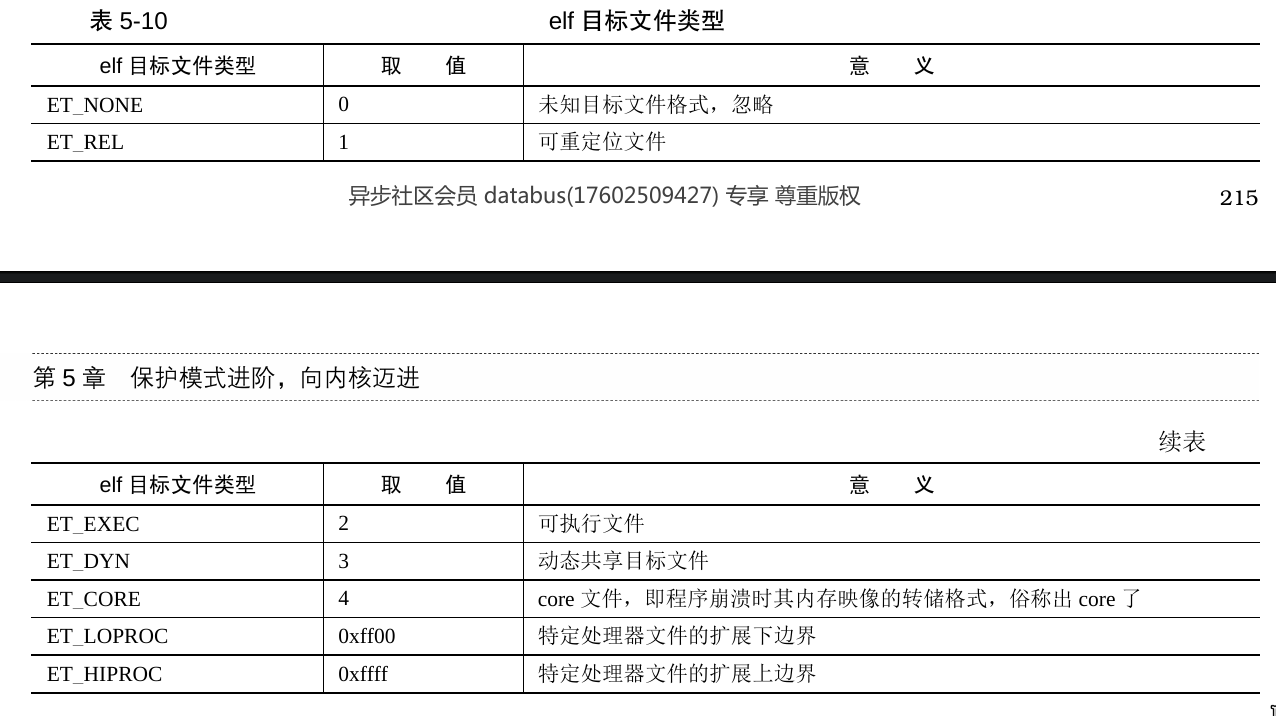 表 5-10 elf 目标文件类型
elf 目标文件类型 取 值 意 义
ET_NONE 0 未知目标文件格式，忽略
ET_REL 1 可重定位文件
异步社区会员 databus(17602509427) 专享 尊重版权 215
第 5 章 保护模式进阶，向内核迈进
续表
elf 目标文件类型 取 值 意 义
ET_EXEC 2 可执行文件
ET_DYN 3 动态共享目标文件
ET_CORE 4 core 文件，即程序崩溃时其内存映像的转储格式，俗称出 core 了
ET_LOPROC 0xff00 特定处理器文件的扩展下边界
ET_HIPROC 0xffff 特定处理器文件的扩展上边界